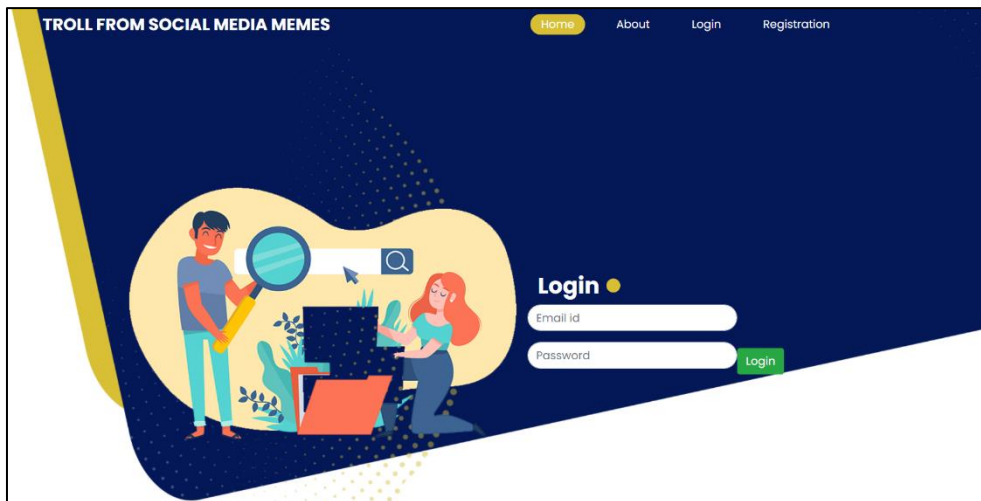 TROLL FROM SOCIAL MEDIA MEMES
Home About Login Registration
Login
Email id
Password
Login